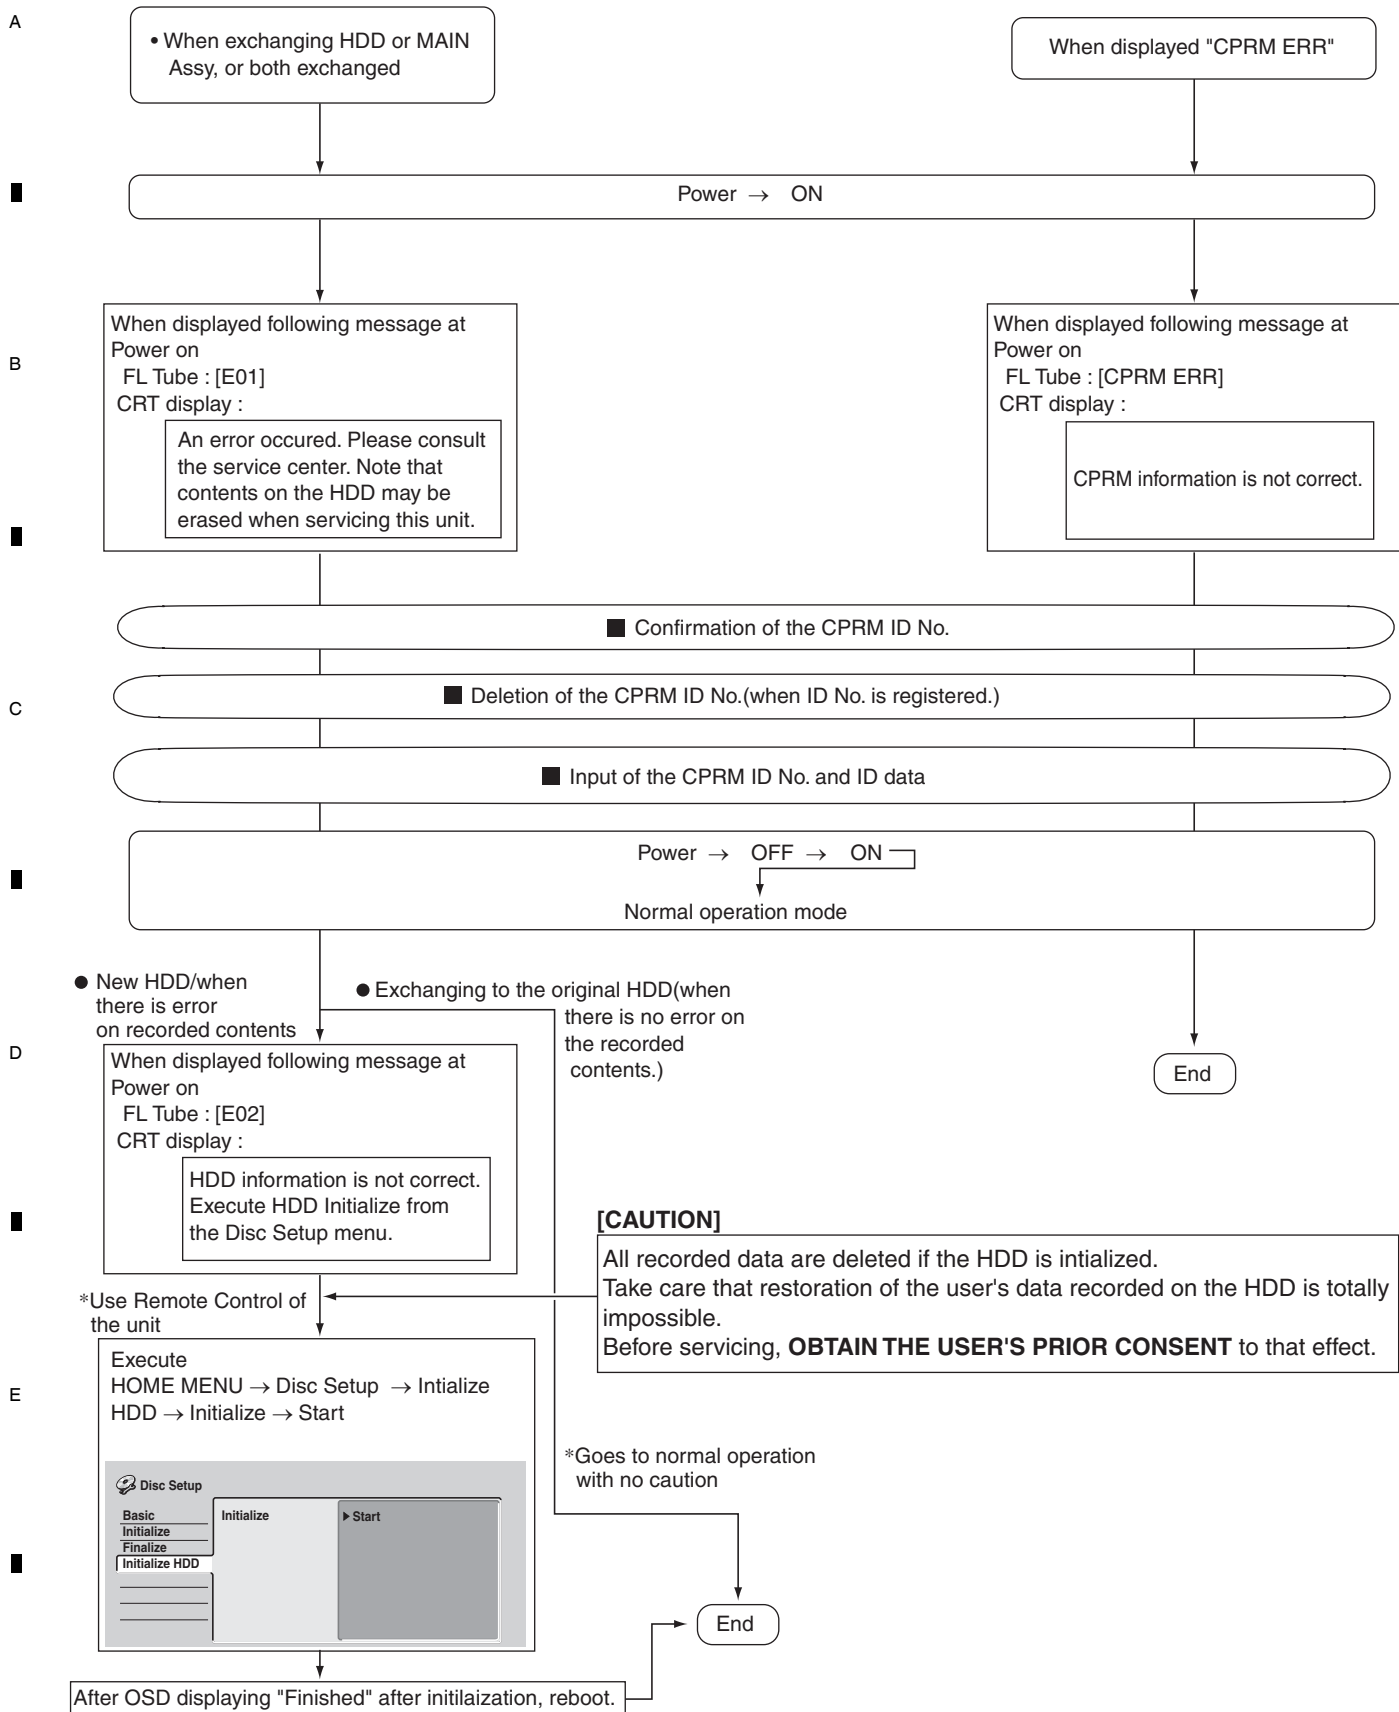 A
• When exchanging HDD or MAIN
Assy, or both exchanged
When displayed "CPRM ERR"
Power → ON
B
When displayed following message at
Power on
FL Tube : [E01]
CRT display :
An error occured. Please consult
the service center. Note that
contents on the HDD may be
erased when servicing this unit.
When displayed following message at
Power on
FL Tube : [CPRM ERR]
CRT display :
CPRM information is not correct.
■ Confirmation of the CPRM ID No.
C
■ Deletion of the CPRM ID No.(when ID No. is registered.)
■ Input of the CPRM ID No. and ID data
Power → OFF → ON
Normal operation mode
● New HDD/when
there is error
on recorded contents
● Exchanging to the original HDD(when
there is no error on
the recorded
contents.)
D
When displayed following message at
Power on
FL Tube : [E02]
CRT display :
HDD information is not correct.
Execute HDD Initialize from
the Disc Setup menu.
End
[CAUTION]
All recorded data are deleted if the HDD is intialized.
Take care that restoration of the user's data recorded on the HDD is totally
impossible.
Before servicing, OBTAIN THE USER'S PRIOR CONSENT to that effect.
*Use Remote Control of
the unit
E
Execute
HOME MENU → Disc Setup → Intialize
HDD → Initialize → Start
*Goes to normal operation
with no caution
Disc Setup
Basic
Initialize
Finalize
Initialize HDD
Initialize
▶ Start
End
After OSD displaying "Finished" after initilaization, reboot.